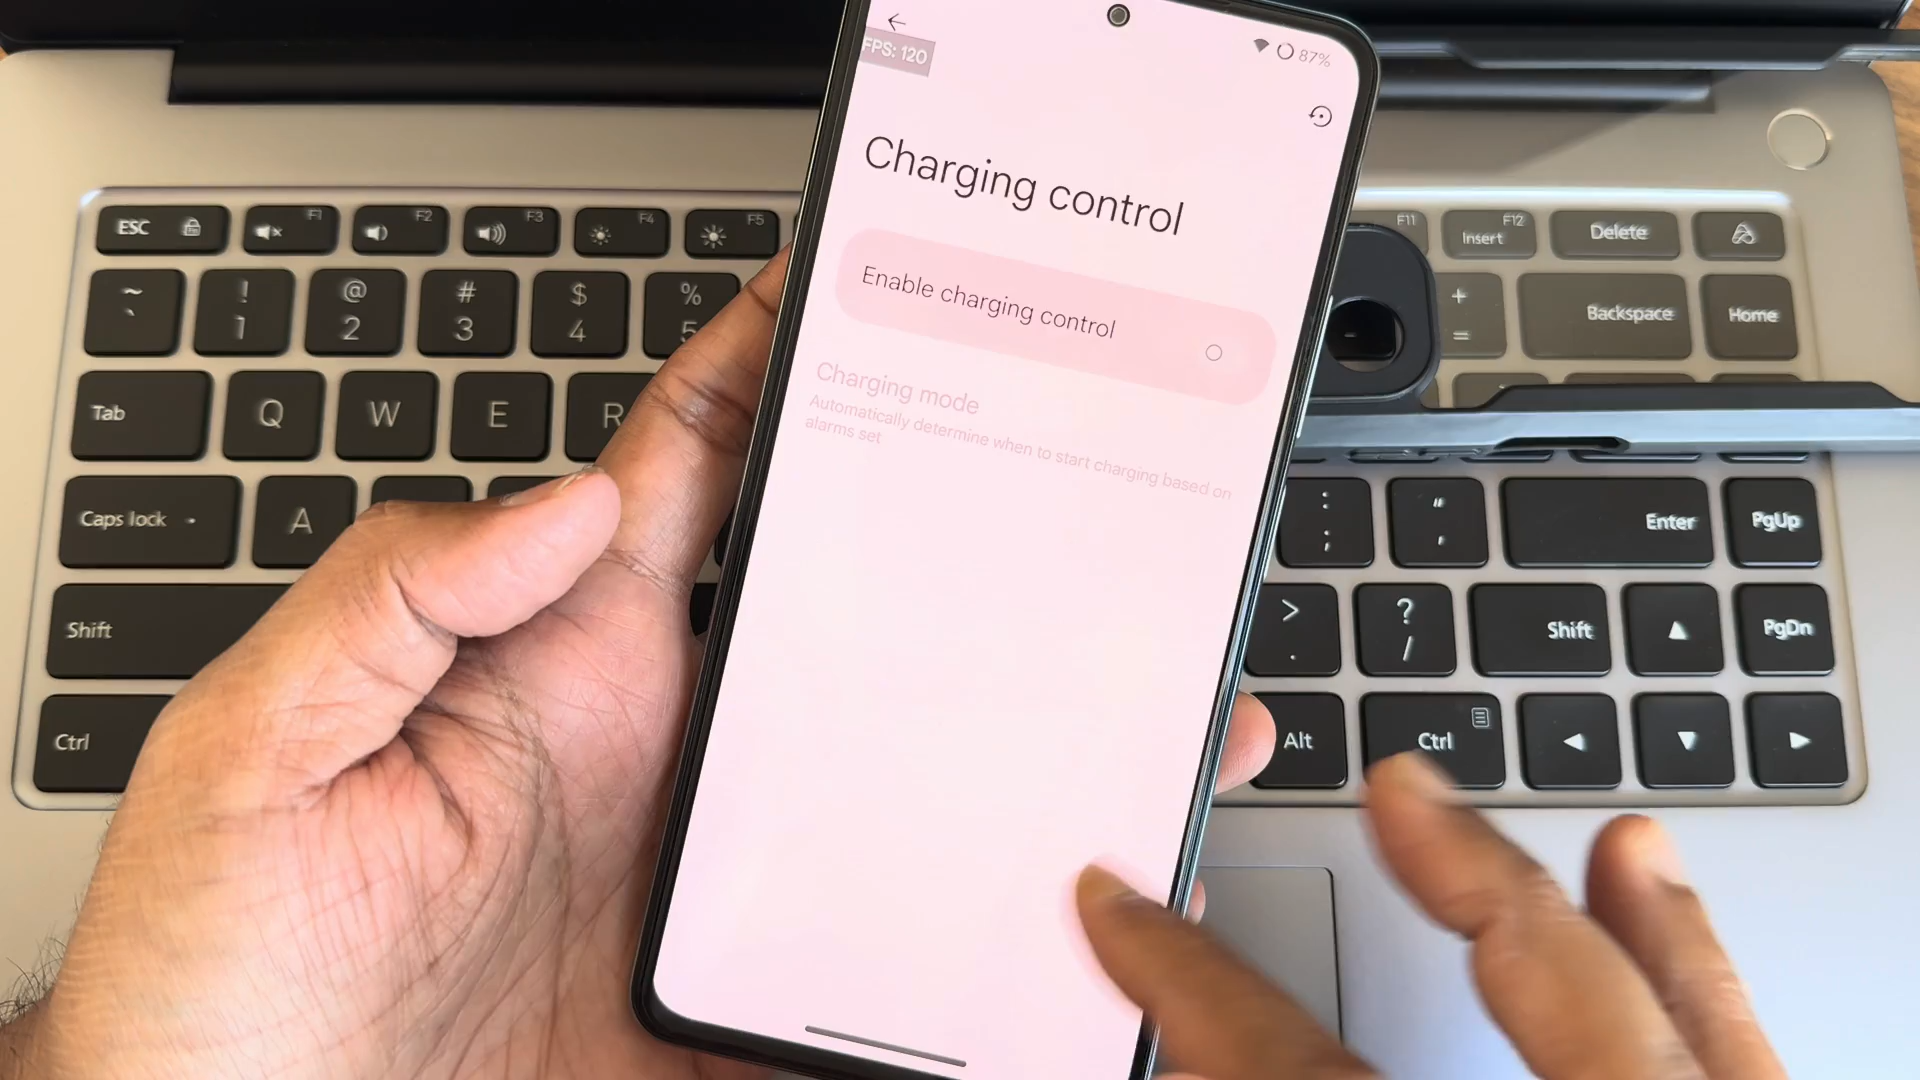 FPS: 120
87%
Charging control
Enable charging control
Charging mode
Automatically determine when to start charging based on
alarms set
ESC
F1
F2
F3
F4
F5
F11
F12
Insert
Delete
~
`
!
1
@
2
#
3
$
4
%
5
+
=
Backspace
Home
Tab
Q
W
E
R
Caps lock
A
:
;
"
'
Enter
PgUp
Shift
>
.
?
/
Shift
PgDn
Ctrl
Alt
Ctrl